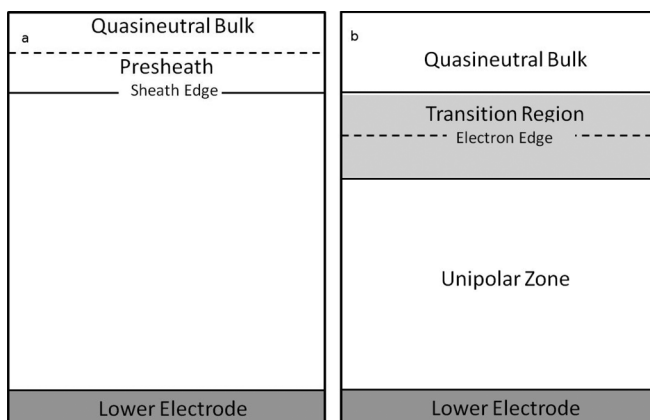 a
Quasineutral Bulk
Presheath
Sheath Edge
Lower Electrode
b
Quasineutral Bulk
Transition Region
Electron Edge
Unipolar Zone
Lower Electrode